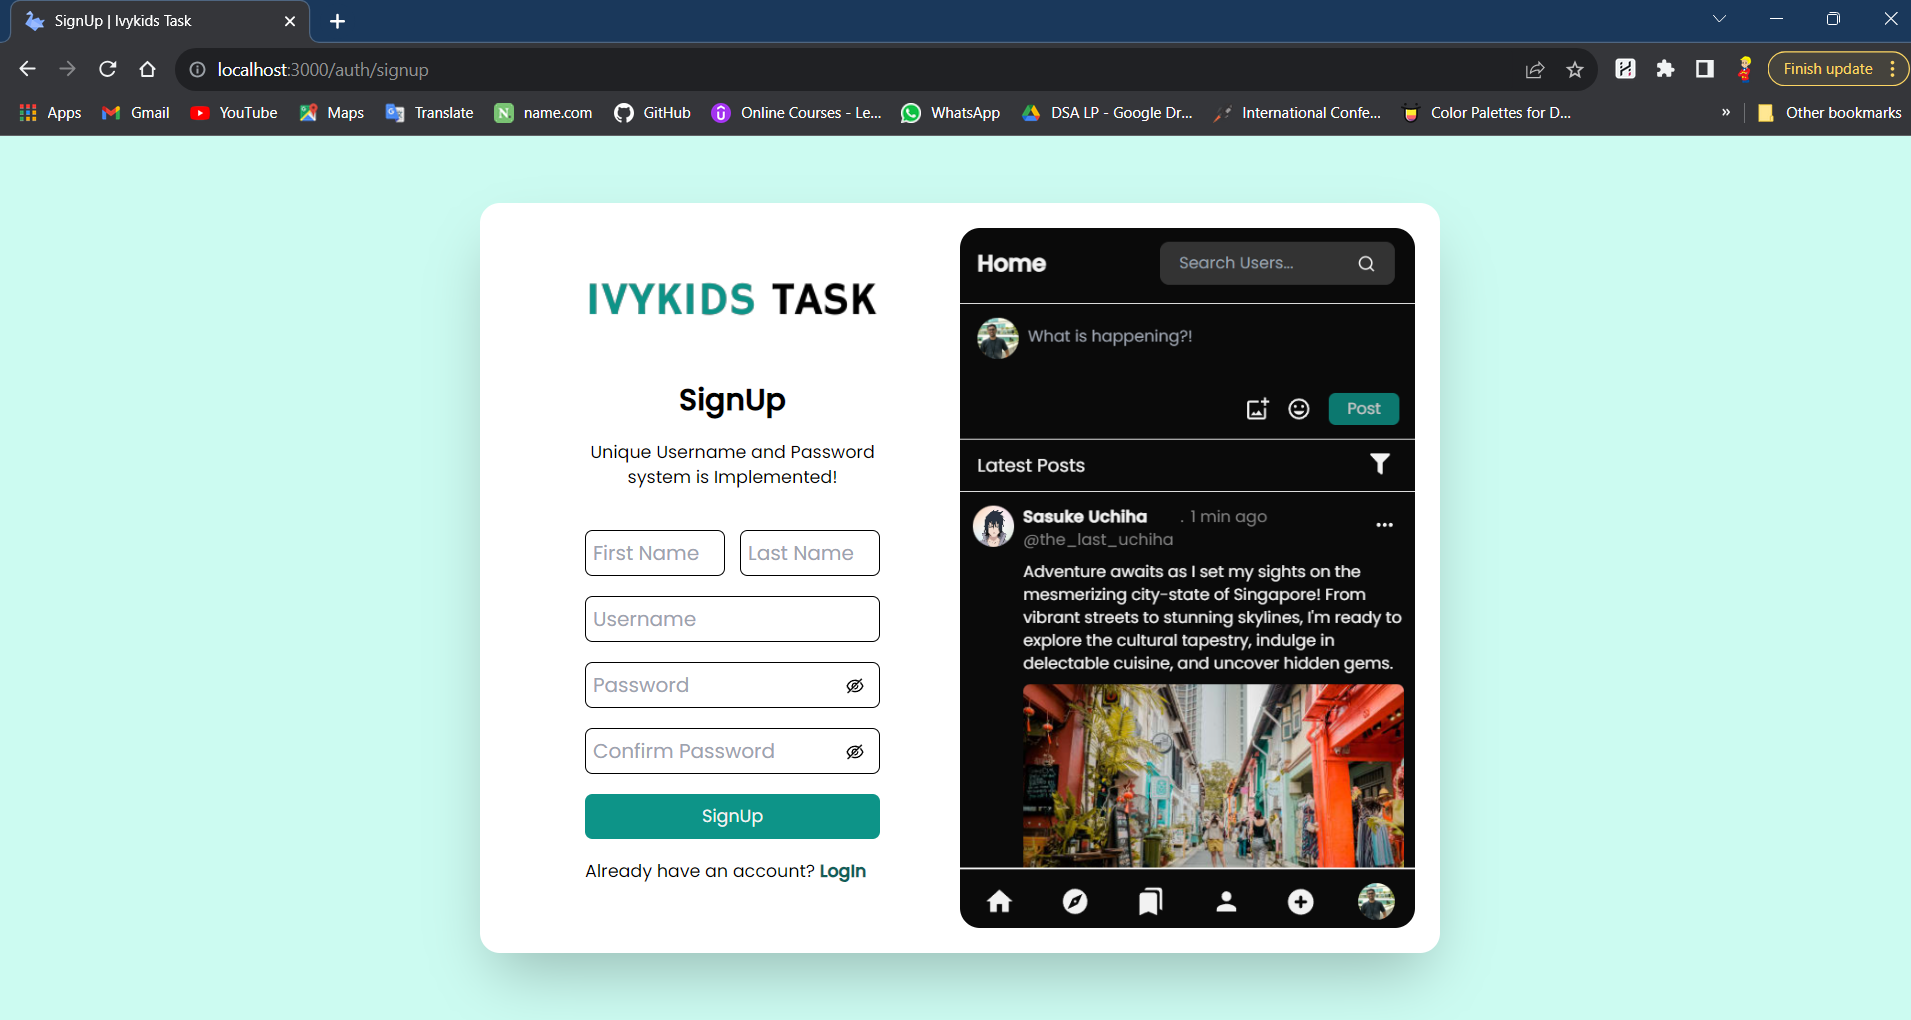 SignUp | Ivykids Task
localhost:3000/auth/signup
Finish update
Apps
Gmail
YouTube
Maps
Translate
name.com
GitHub
Online Courses - Le...
WhatsApp
DSA LP - Google Dr...
International Confe...
Color Palettes for D...
»
Other bookmarks
IVYKIDS TASK
SignUp
Unique Username and Password
system is Implemented!
First Name
Last Name
Username
Password
Confirm Password
SignUp
Already have an account? LogIn
Home
Search Users...
What is happening?!
Post
Latest Posts
Sasuke Uchiha . 1 min ago
@the_last_uchiha
Adventure awaits as I set my sights on the
mesmerizing city-state of Singapore! From
vibrant streets to stunning skylines, I'm ready to
explore the cultural tapestry, indulge in
delectable cuisine, and uncover hidden gems.